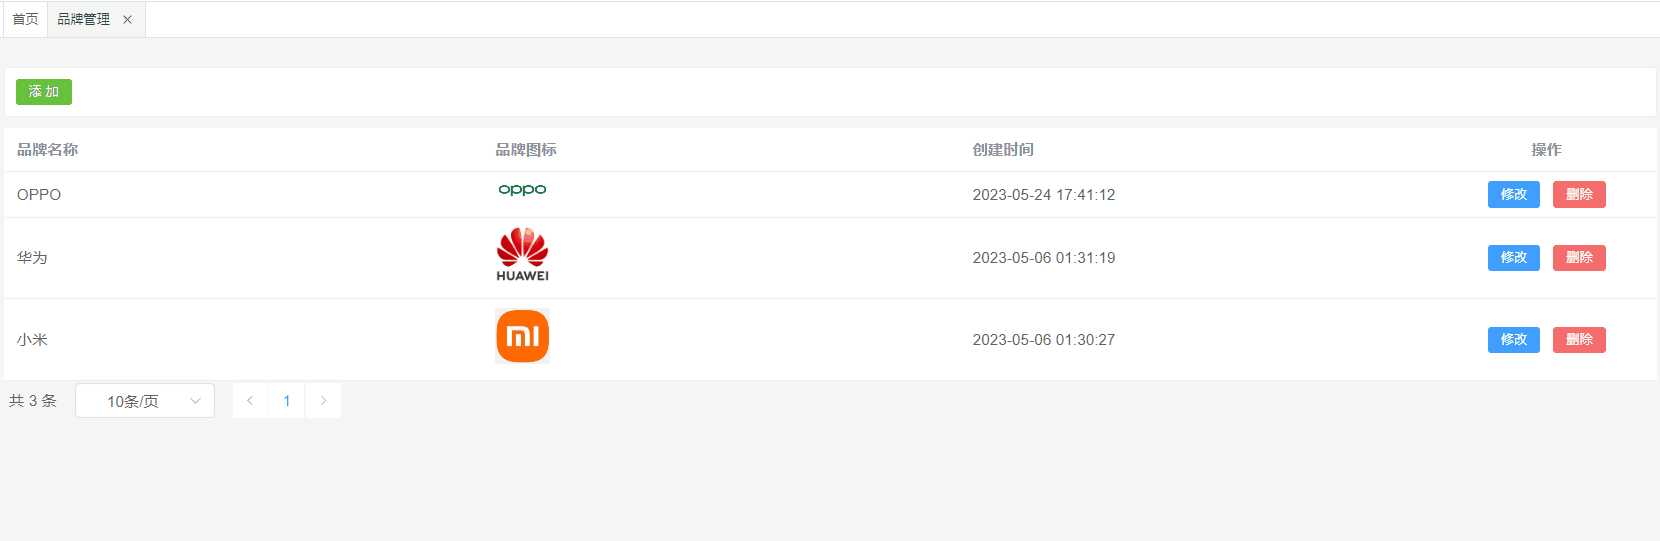 首页 品牌管理
添 加
品牌名称 品牌图标 创建时间 操作
OPPO oppo 2023-05-24 17:41:12 修改 删除
华为 HUAWEI 2023-05-06 01:31:19 修改 删除
小米 mi 2023-05-06 01:30:27 修改 删除
共 3 条 10条/页 1